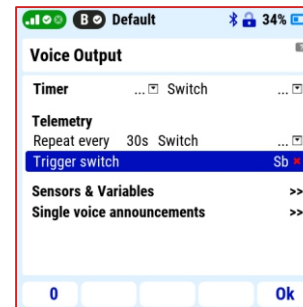 B Default 34%
Voice Output
Timer ... Switch ...
Telemetry
Repeat every 30s Switch ...
Trigger switch Sb
Sensors & Variables >>
Single voice announcements >>
0 Ok